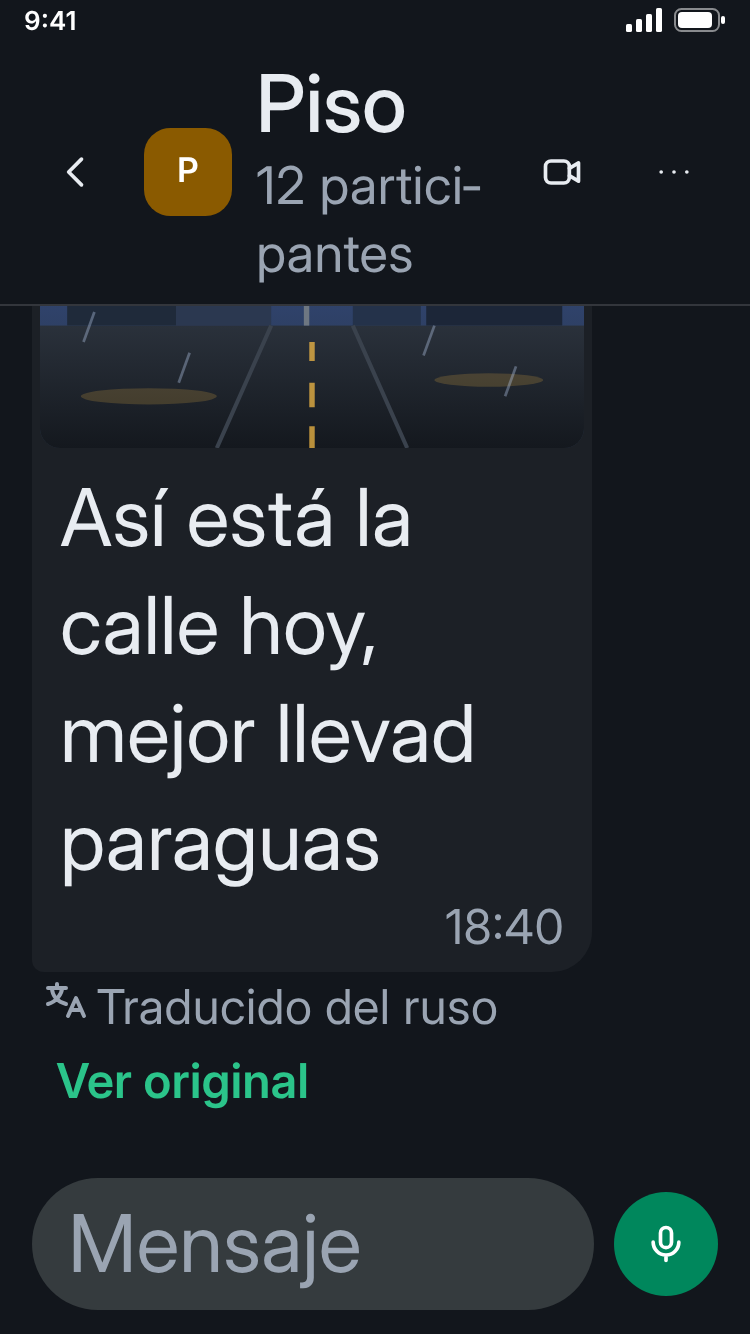 9:41
Piso
P
12 partici-
pantes
Así está la
calle hoy,
mejor llevad
paraguas
18:40
Traducido del ruso
Ver original
Mensaje